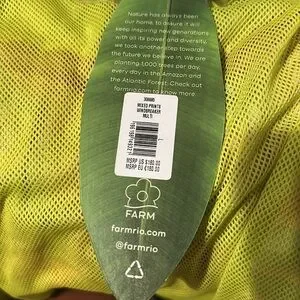 Nature has always been
our home. To assure it will
keep inspiring new generations
with all its power and diversity,
we took another step towards
the future we believe in. We are
planting 1,000 trees per day,
every day in the Amazon and
the Atlantic Forest. Check out
farmrio.com to know more.
MIXED PRINTS
WINDBREAKER
MULTI
L
MSRP US $180.00
MSRP EU €180.00
FARM
farmrio.com
@farmrio